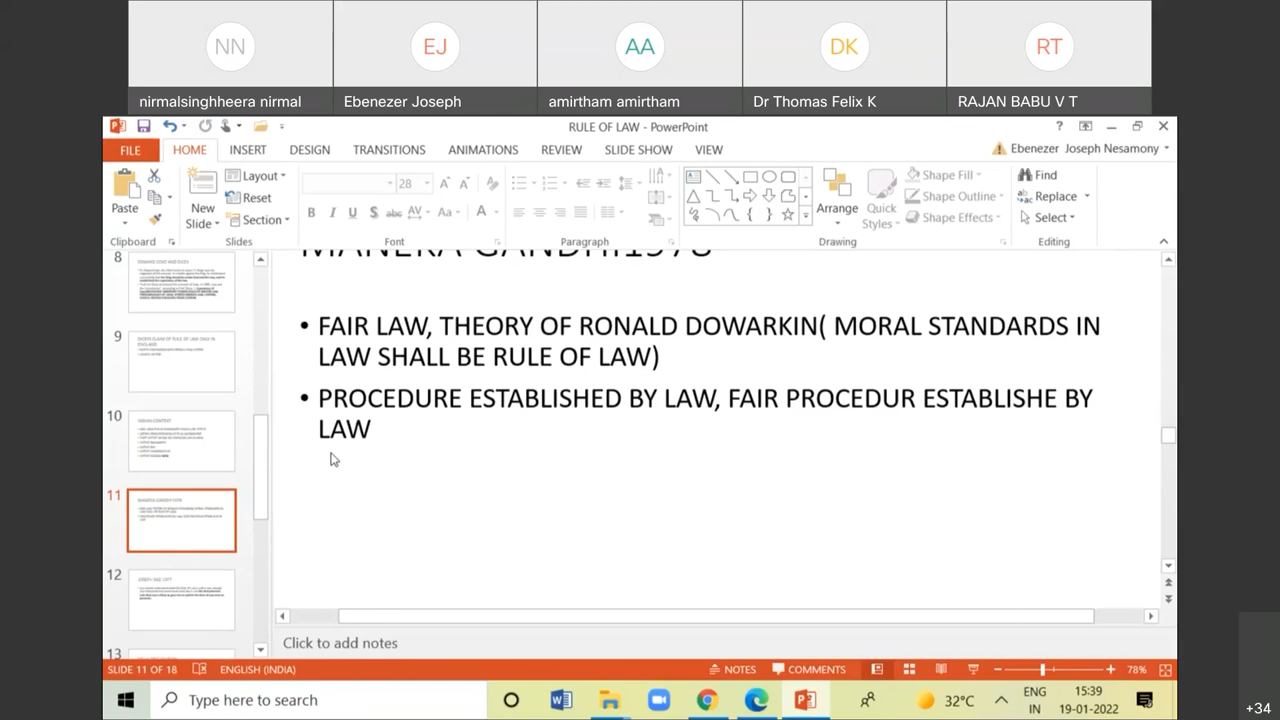 NN
EJ
AA
DK
RT
nirmalsinghheera nirmal
Ebenezer Joseph
amirtham amirtham
Dr Thomas Felix K
RAJAN BABU V T
RULE OF LAW - PowerPoint
FILE HOME INSERT DESIGN TRANSITIONS ANIMATIONS REVIEW SLIDE SHOW VIEW
Ebenezer Joseph Nesamony
Paste
New
Slide
Layout
Reset
Section
28
Arrange
Quick
Styles
Shape Fill
Shape Outline
Shape Effects
Find
Replace
Select
Clipboard Slides Font Paragraph Drawing Editing
MANEKA GANDHI.1978
• FAIR LAW, THEORY OF RONALD DOWARKIN( MORAL STANDARDS IN
LAW SHALL BE RULE OF LAW)
• PROCEDURE ESTABLISHED BY LAW, FAIR PROCEDUR ESTABLISHE BY
LAW
8
9
10
11
12
13
Click to add notes
SLIDE 11 OF 18 ENGLISH (INDIA) NOTES COMMENTS 78%
Type here to search
32°C
ENG
IN
15:39
19-01-2022
+34